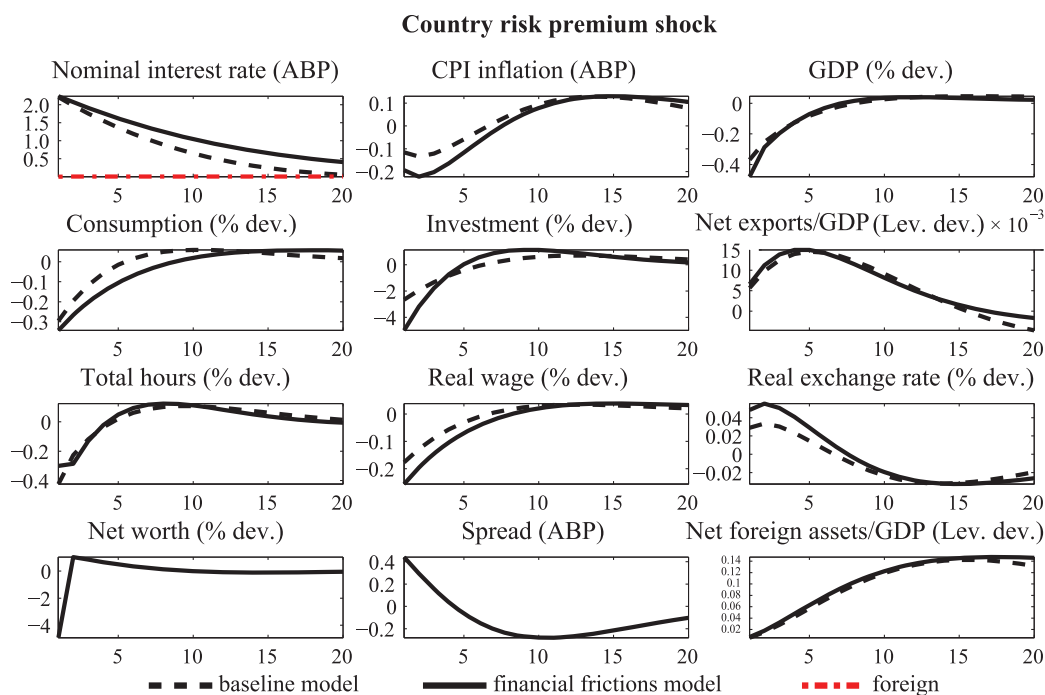 Country risk premium shock
Nominal interest rate (ABP) CPI inflation (ABP) GDP (% dev.)
2.0
1.5
1.0
0.5
5 10 15 20
0.1
0
−0.1
−0.2
5 10 15 20
0
−0.2
−0.4
5 10 15 20
Consumption (% dev.) Investment (% dev.) Net exports/GDP (Lev. dev.) × 10⁻³
0
−0.1
−0.2
−0.3
5 10 15 20
0
−2
−4
5 10 15 20
15
10
5
0
5 10 15 20
Total hours (% dev.) Real wage (% dev.) Real exchange rate (% dev.)
0
−0.2
−0.4
5 10 15 20
0
−0.1
−0.2
5 10 15 20
0.04
0.02
0
−0.02
5 10 15 20
Net worth (% dev.) Spread (ABP) Net foreign assets/GDP (Lev. dev.)
0
−2
−4
5 10 15 20
0.4
0.2
0
−0.2
5 10 15 20
0.14
0.12
0.10
0.08
0.06
0.04
0.02
5 10 15 20
baseline model financial frictions model foreign